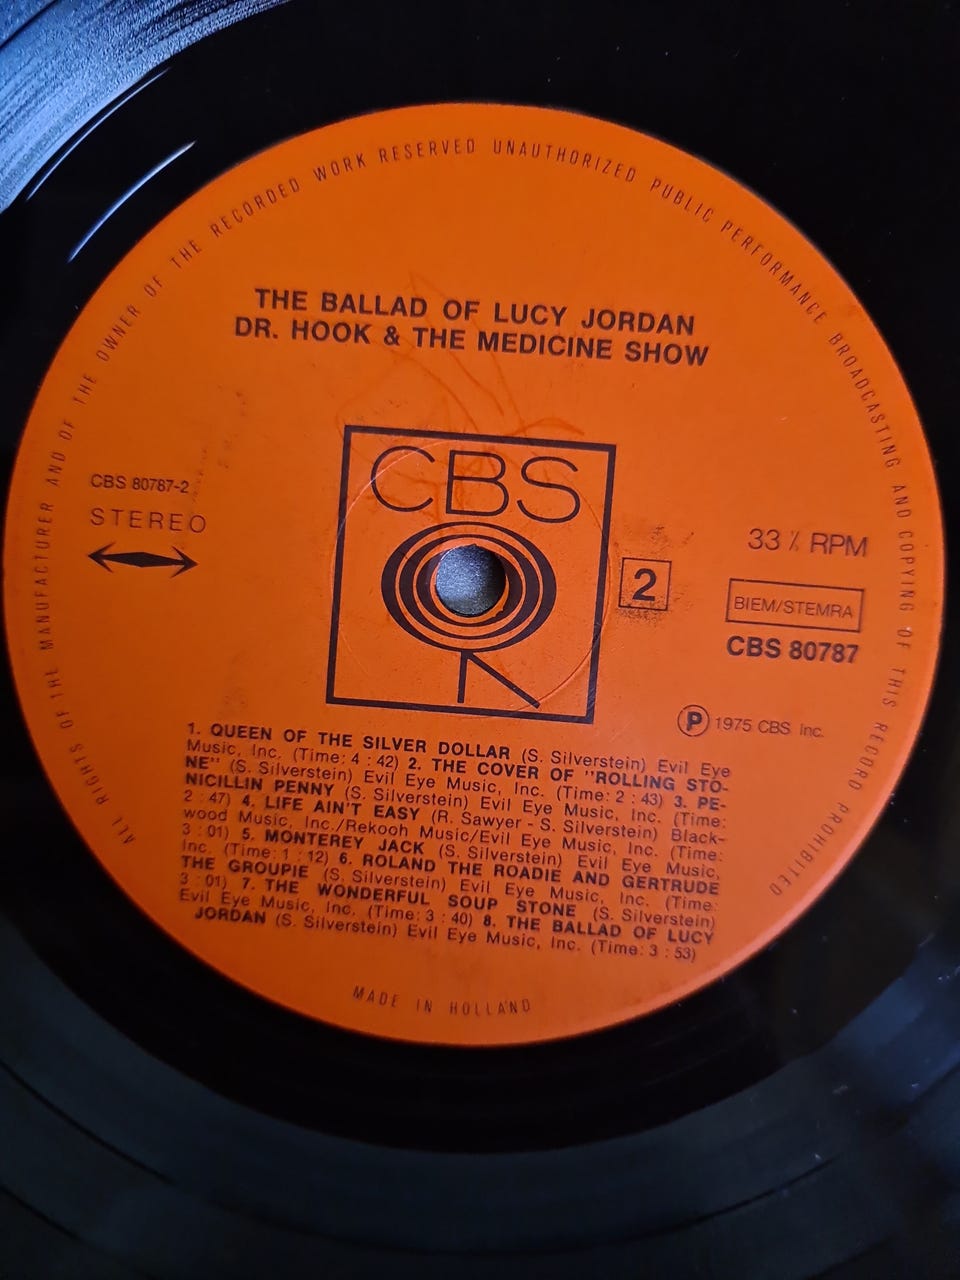 ALL RIGHTS OF THE MANUFACTURER AND OF THE OWNER OF THE RECORDED WORK RESERVED UNAUTHORIZED PUBLIC PERFORMANCE BROADCASTING AND COPYING OF THIS RECORD PROHIBITED
THE BALLAD OF LUCY JORDAN
DR. HOOK & THE MEDICINE SHOW
CBS
CBS 80787-2
STEREO
2
33⅓ RPM
BIEM/STEMRA
CBS 80787
℗ 1975 CBS Inc.
1. QUEEN OF THE SILVER DOLLAR (S. Silverstein) Evil Eye
Music, Inc. (Time: 4 : 42) 2. THE COVER OF "ROLLING STO-
NE" (S. Silverstein) Evil Eye Music, Inc. (Time: 2 : 43) 3. PE-
NICILLIN PENNY (S. Silverstein) Evil Eye Music, Inc. (Time:
2 : 47) 4. LIFE AIN'T EASY (R. Sawyer - S. Silverstein) Black-
wood Music, Inc./Rekooh Music/Evil Eye Music, Inc. (Time:
3 : 01) 5. MONTEREY JACK (S. Silverstein) Evil Eye Music,
Inc. (Time: 1 : 12) 6. ROLAND THE ROADIE AND GERTRUDE
THE GROUPIE (S. Silverstein) Evil Eye Music, Inc. (Time:
3 : 01) 7. THE WONDERFUL SOUP STONE (S. Silverstein)
Evil Eye Music, Inc. (Time: 3 : 40) 8. THE BALLAD OF LUCY
JORDAN (S. Silverstein) Evil Eye Music, Inc. (Time: 3 : 53)
MADE IN HOLLAND